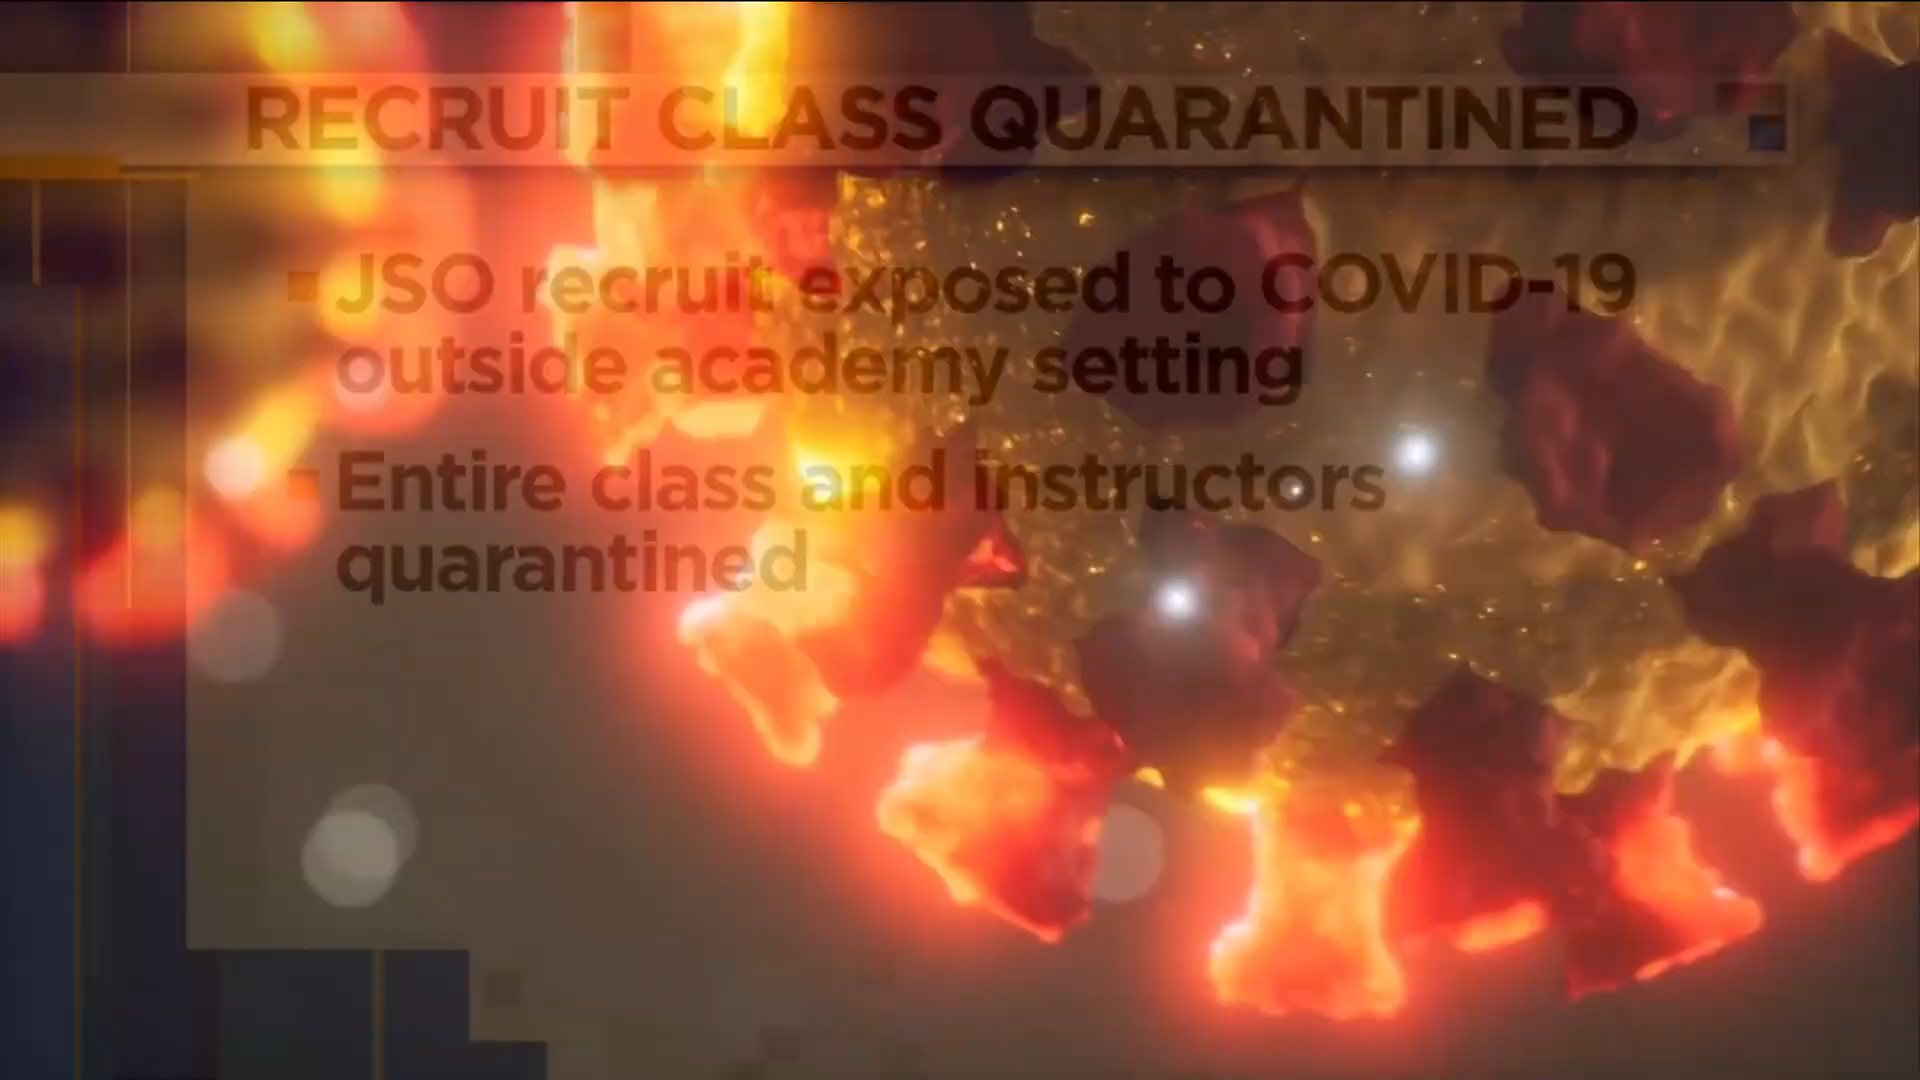 RECRUIT CLASS QUARANTINED
JSO recruit exposed to COVID-19
outside academy setting
Entire class and instructors
quarantined